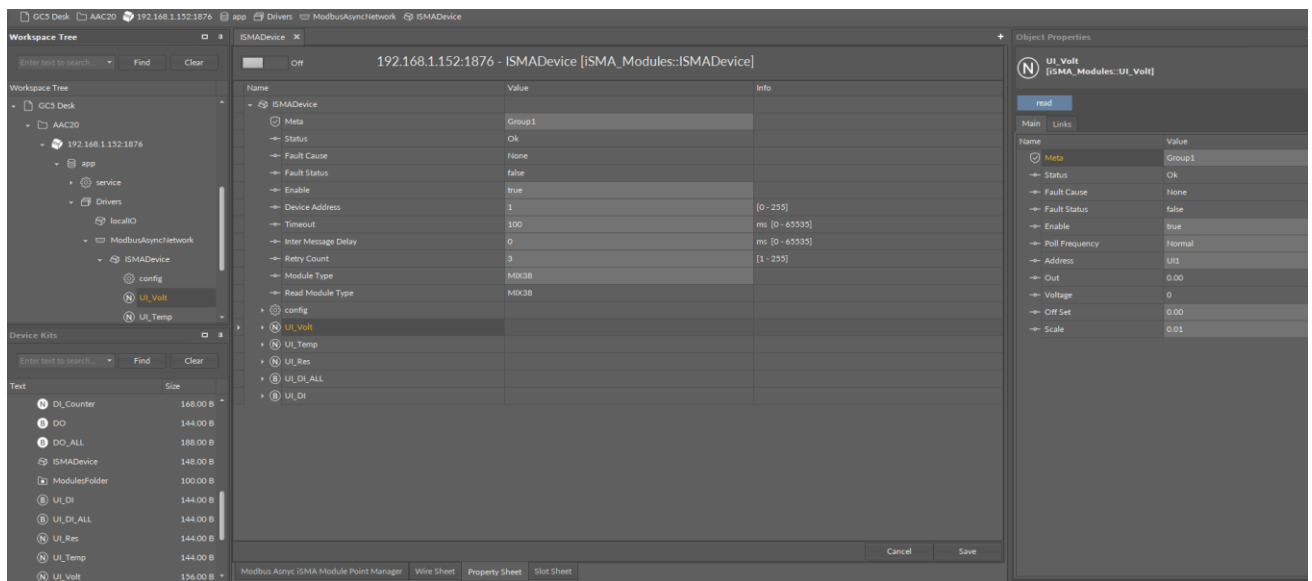 GC5 Desk AAC20 192.168.1.152:1876 app Drivers ModbusAsyncNetwork ISMADevice
Workspace Tree
Enter text to search... Find Clear
Workspace Tree
GC5 Desk
AAC20
192.168.1.152:1876
app
service
Drivers
localIO
ModbusAsyncNetwork
ISMADevice
config
UI_Volt
UI_Temp
Device Kits
Enter text to search... Find Clear
Text Size
DI_Counter 168.00 B
DO 144.00 B
DO_ALL 188.00 B
ISMADevice 148.00 B
ModulesFolder 100.00 B
UI_DI 144.00 B
UI_DI_ALL 144.00 B
UI_Res 144.00 B
UI_Temp 144.00 B
UI_Volt 156.00 B
ISMADevice X
Off 192.168.1.152:1876 - ISMADevice [iSMA_Modules::ISMADevice]
Name Value Info
ISMADevice
Meta Group1
Status Ok
Fault Cause None
Fault Status false
Enable true
Device Address 1 [0 - 255]
Timeout 100 ms [0 - 65535]
Inter Message Delay 0 ms [0 - 65535]
Retry Count 3 [1 - 255]
Module Type MIX38
Read Module Type MIX38
config
UI_Volt
UI_Temp
UI_Res
UI_DI_ALL
UI_DI
Cancel Save
Modbus Asnyc iSMA Module Point Manager Wire Sheet Property Sheet Slot Sheet
Object Properties
N UI_Volt
[iSMA_Modules::UI_Volt]
read
Main Links
Name Value
Meta Group1
Status Ok
Fault Cause None
Fault Status false
Enable true
Poll Frequency Normal
Address UI1
Out 0.00
Voltage 0
Off Set 0.00
Scale 0.01